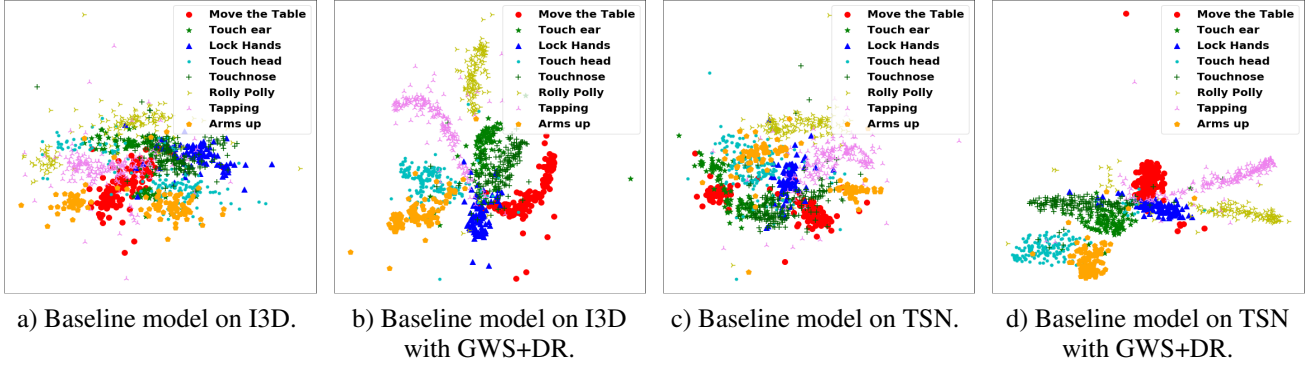 Move the Table
Touch ear
Lock Hands
Touch head
Touchnose
Rolly Polly
Tapping
Arms up
Move the Table
Touch ear
Lock Hands
Touch head
Touchnose
Rolly Polly
Tapping
Arms up
Move the Table
Touch ear
Lock Hands
Touch head
Touchnose
Rolly Polly
Tapping
Arms up
Move the Table
Touch ear
Lock Hands
Touch head
Touchnose
Rolly Polly
Tapping
Arms up
a) Baseline model on I3D.
b) Baseline model on I3D
with GWS+DR.
c) Baseline model on TSN.
d) Baseline model on TSN
with GWS+DR.